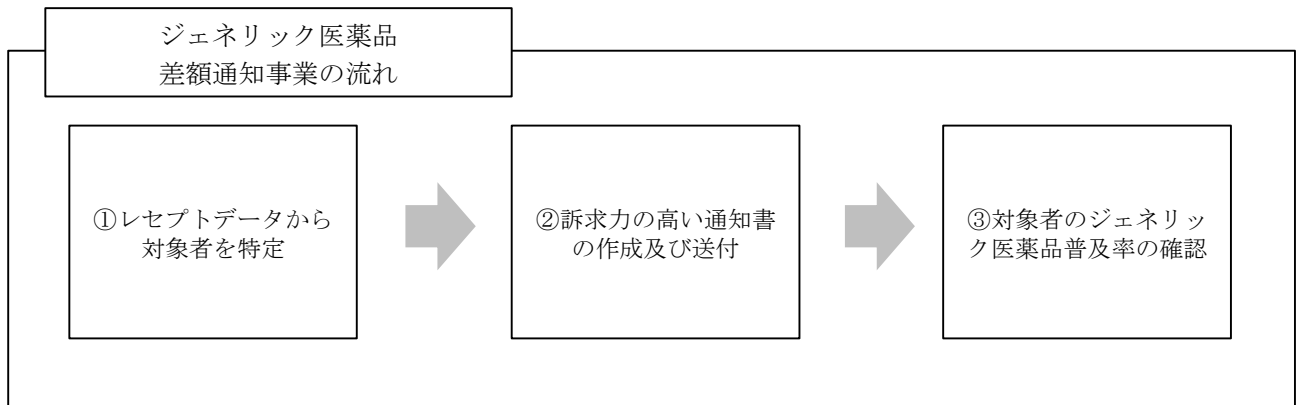 ジェネリック医薬品
差額通知事業の流れ
①レセプトデータから
対象者を特定
②訴求力の高い通知書
の作成及び送付
③対象者のジェネリッ
ク医薬品普及率の確認